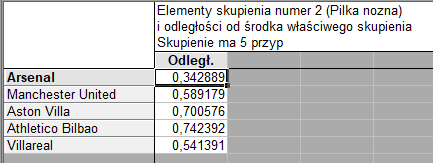 Elementy skupienia numer 2 (Pilka nozna)
i odległości od środka właściwego skupienia
Skupienie ma 5 przyp
Odległ.
Arsenal 0,342889
Manchester United 0,589179
Aston Villa 0,700576
Athletico Bilbao 0,742392
Villareal 0,541391